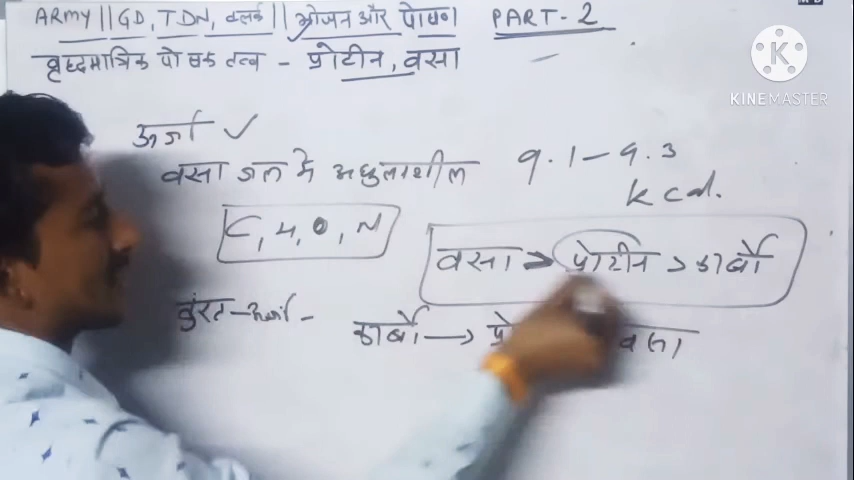 ARMY || GD, TDN, क्लर्क || भोजन और पोषण PART-2
वृहदमात्रिक पोषक तत्व - प्रोटीन, वसा
ऊर्जा ✓
वसा जल मे अघुलनशील 9.1-9.3
kcal.
C, H, O, N
वसा > प्रोटीन > कार्बो
तुंरत-ऊर्जा -
कार्बो → वसा
KINEMASTER